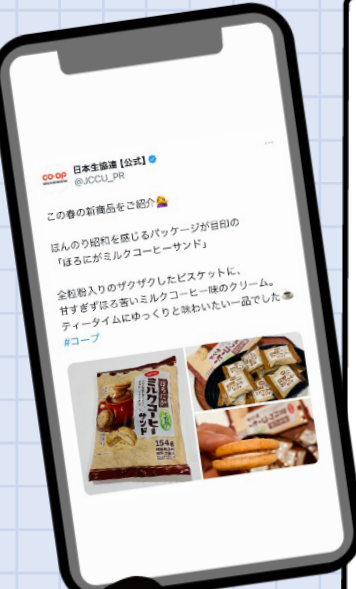 co·op
日本生協連【公式】
@JCCU_PR
この春の新商品をご紹介
ほんのり昭和を感じるパッケージが目印の
「ほろにがミルクコーヒーサンド」
全粒粉入りのザクザクしたビスケットに、
甘すぎずほろ苦いミルクコーヒー味のクリーム。
ティータイムにゆっくりと味わいたい一品でした
#コープ
ほろにが
ミルクコーヒー
サンド
154g